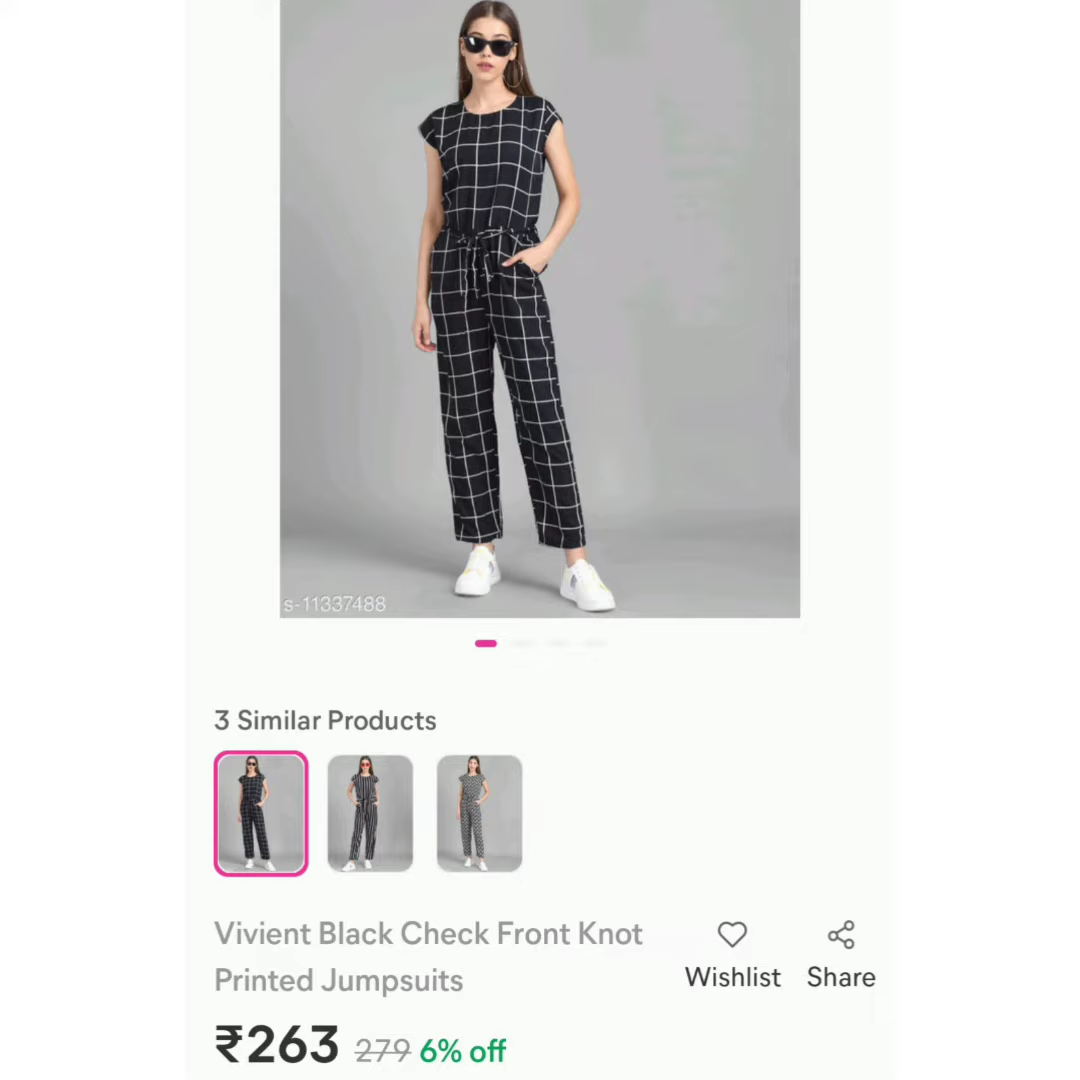 s-11337488
3 Similar Products
Vivient Black Check Front Knot
Printed Jumpsuits
Wishlist
Share
₹263 279 6% off